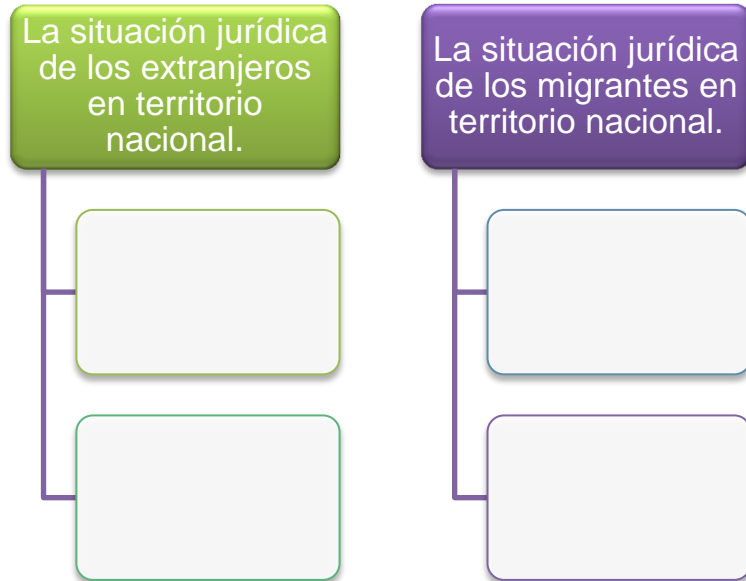 La situación jurídica
de los extranjeros
en territorio
nacional.
La situación jurídica
de los migrantes en
territorio nacional.